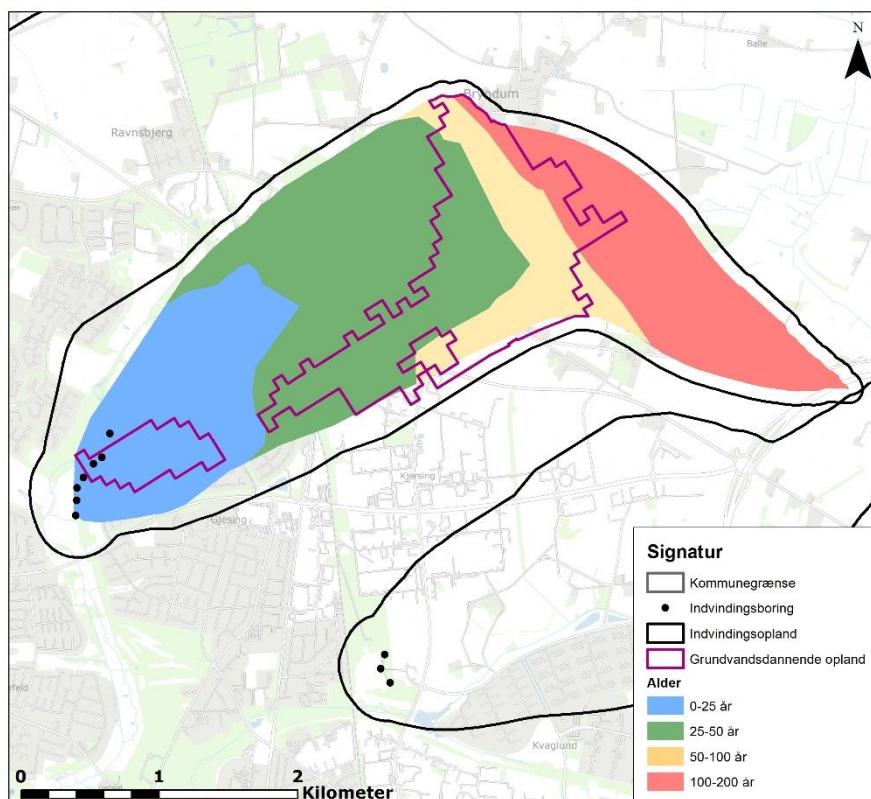 N
Balle
Bryndum
Ravnsbjerg
Kjersing
Gjesing
Kvaglund
Signatur
Kommunegrænse
Indvindingsboring
Indvindingsopland
Grundvandsdannende opland
Alder
0-25 år
25-50 år
50-100 år
100-200 år
0 1 2
Kilometer